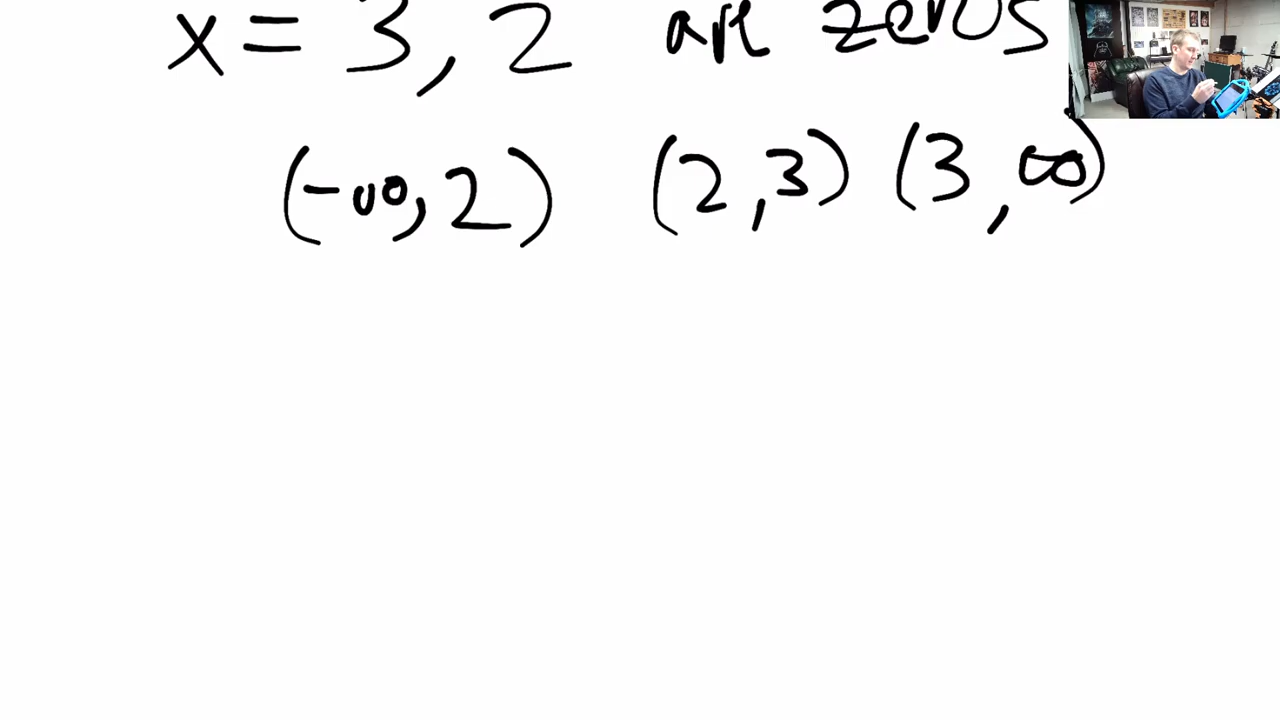 x = 3, 2 are zeros
(-∞, 2) (2, 3) (3, ∞)